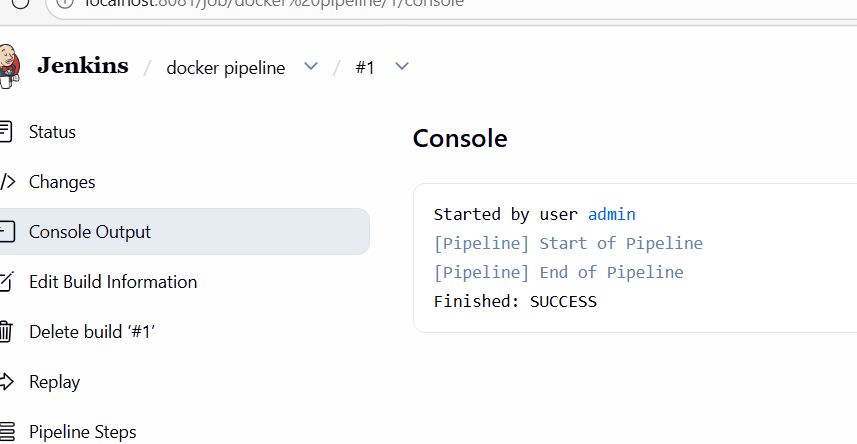 localhost:8081/job/docker%20pipeline/1/console
Jenkins / docker pipeline / #1
Status
Changes
Console Output
Edit Build Information
Delete build ‘#1’
Replay
Pipeline Steps
Console
Started by user admin
[Pipeline] Start of Pipeline
[Pipeline] End of Pipeline
Finished: SUCCESS